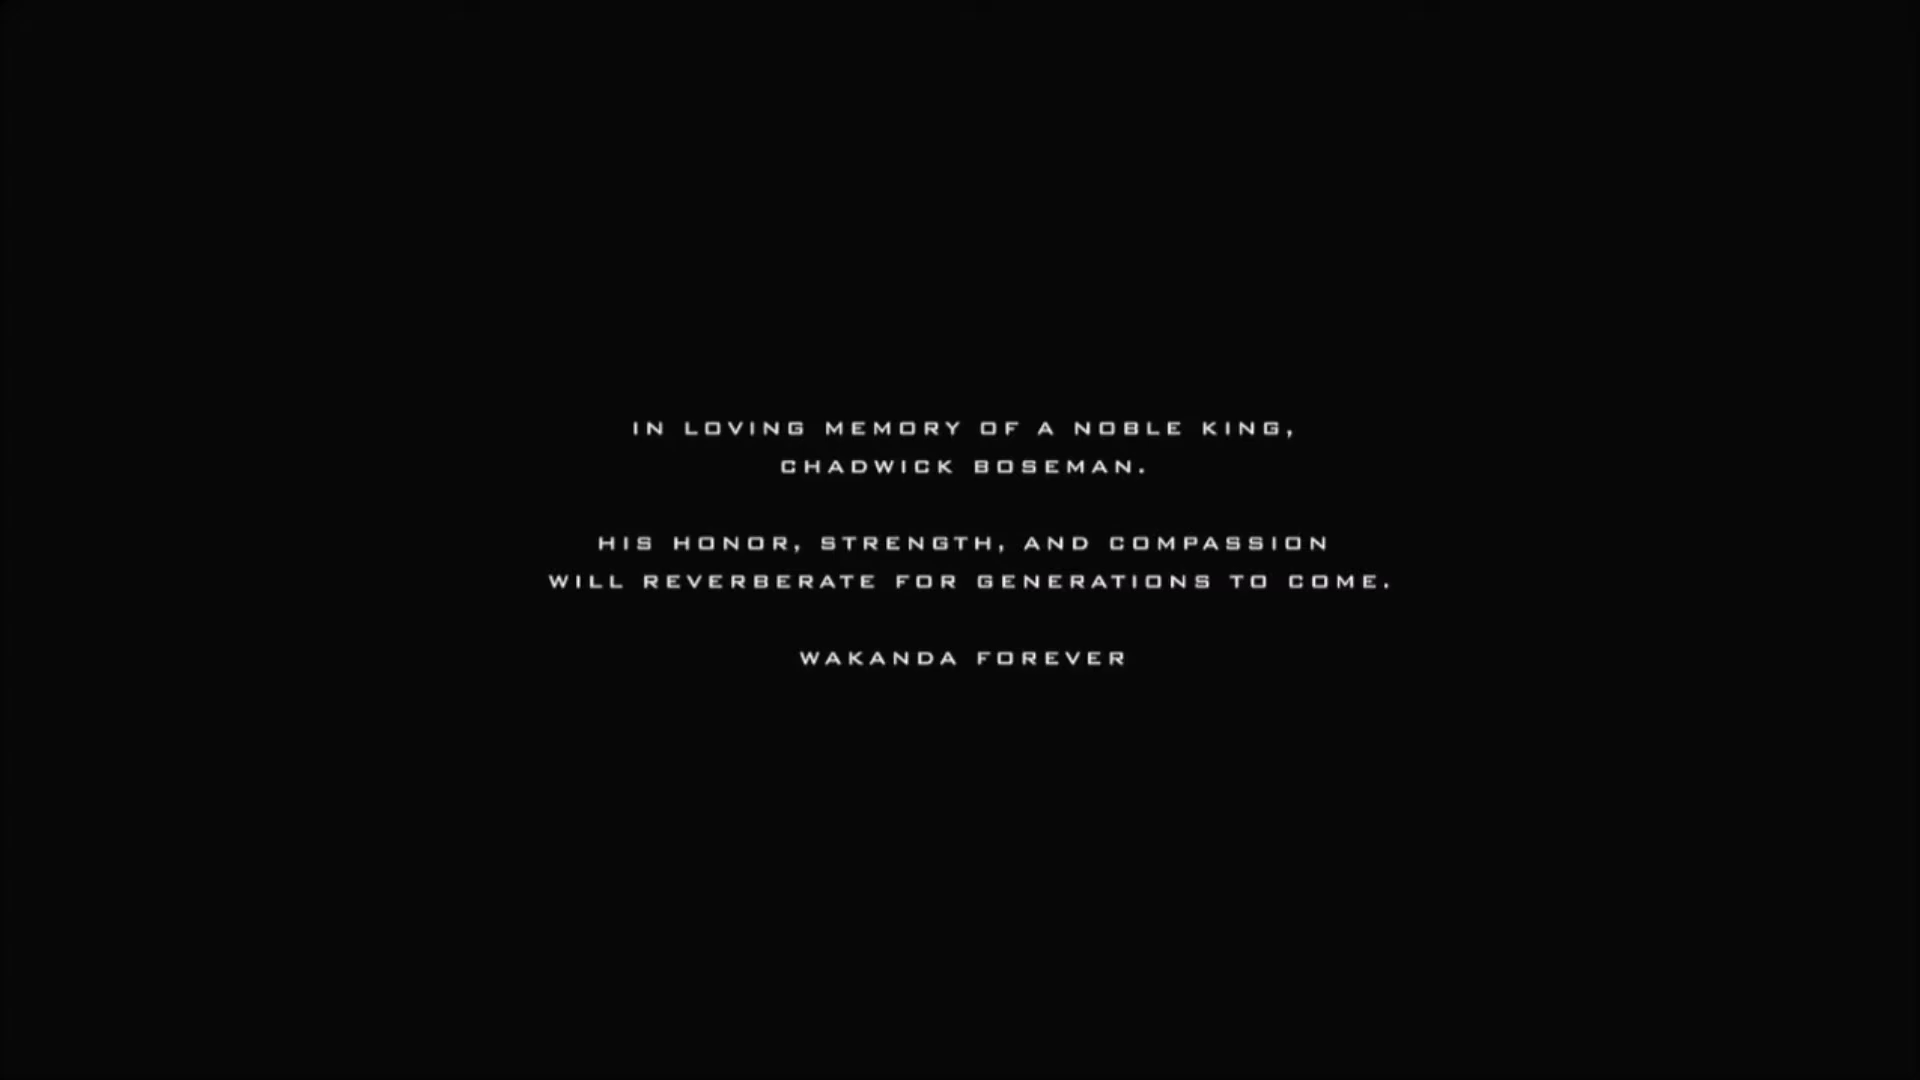 IN LOVING MEMORY OF A NOBLE KING,
CHADWICK BOSEMAN.
HIS HONOR, STRENGTH, AND COMPASSION
WILL REVERBERATE FOR GENERATIONS TO COME.
WAKANDA FOREVER